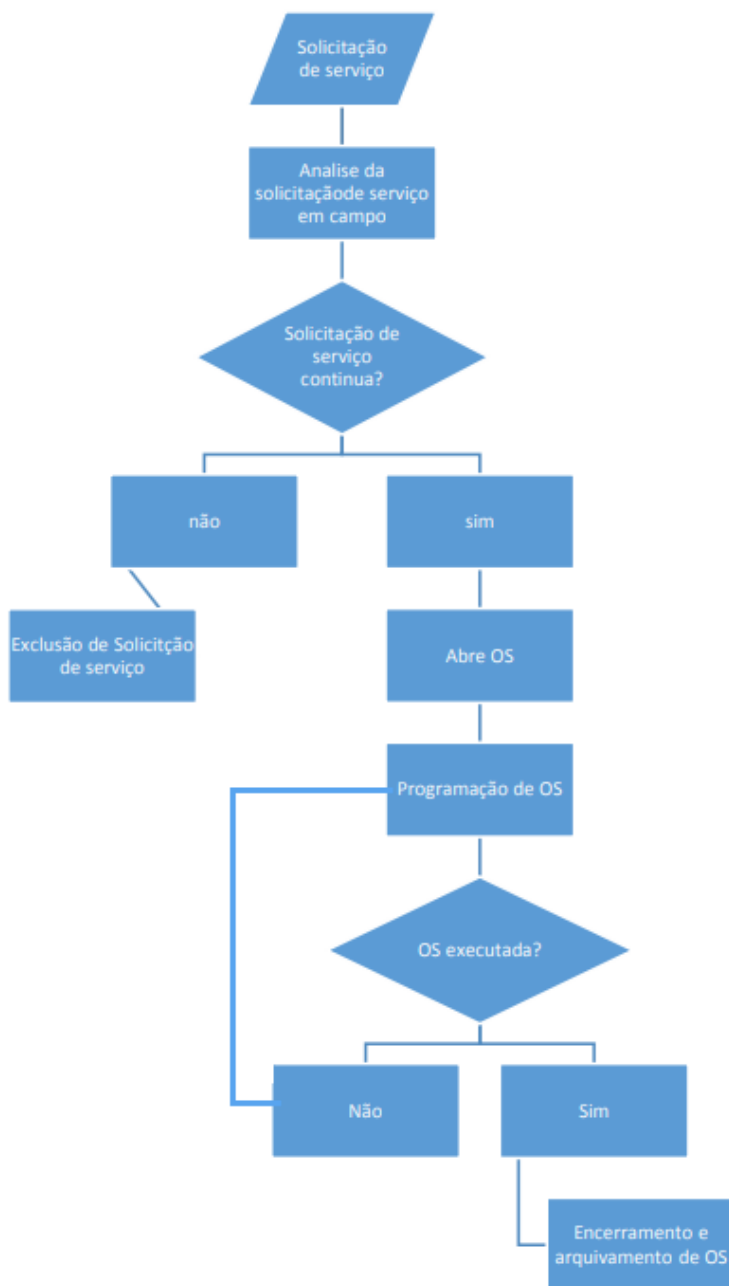 Solicitação
de serviço
Analise da
solicitaçãode serviço
em campo
Solicitação de
serviço
continua?
não
sim
Exclusão de Solicitção
de serviço
Abre OS
Programação de OS
OS executada?
Não
Sim
Encerramento e
arquivamento de OS